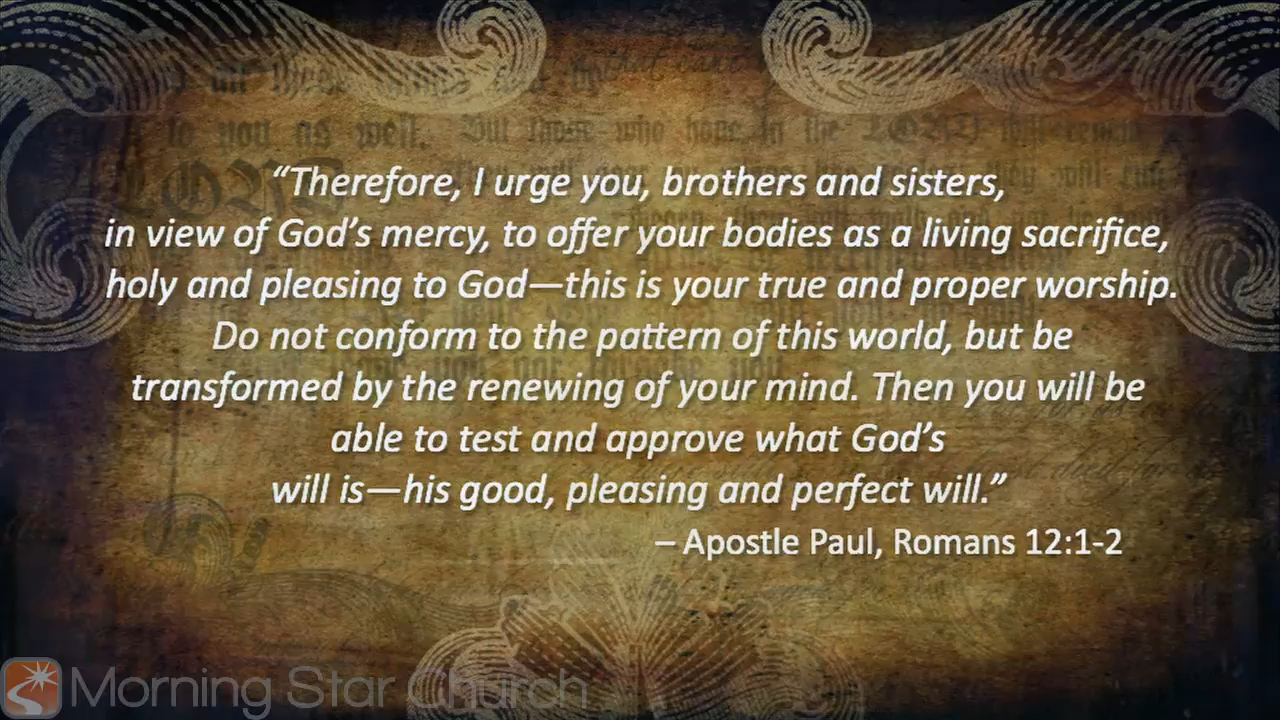 “Therefore, I urge you, brothers and sisters,
in view of God’s mercy, to offer your bodies as a living sacrifice,
holy and pleasing to God—this is your true and proper worship.
Do not conform to the pattern of this world, but be
transformed by the renewing of your mind. Then you will be
able to test and approve what God’s
will is—his good, pleasing and perfect will.”
– Apostle Paul, Romans 12:1-2
Morning Star Church